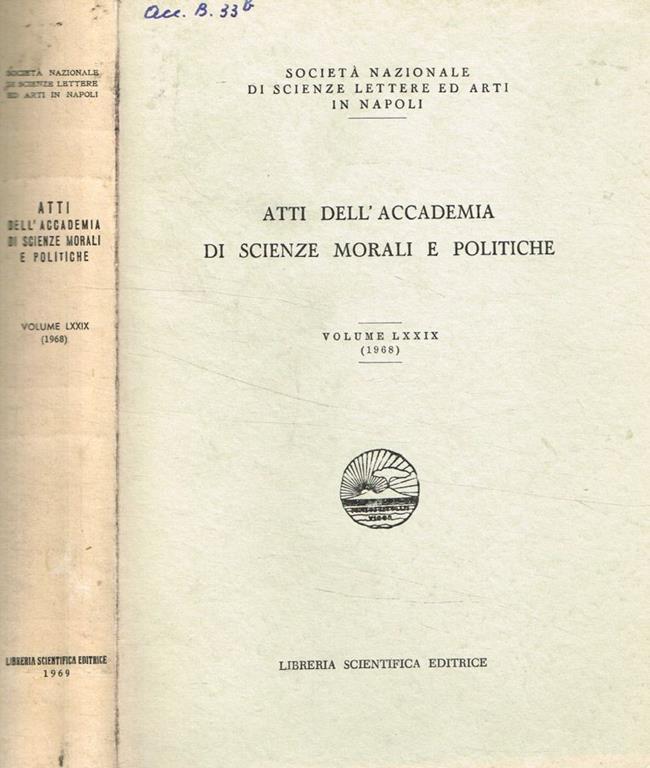 Acc. B. 33 b
SOCIETÀ NAZIONALE
DI SCIENZE LETTERE
ED ARTI IN NAPOLI
ATTI
DELL'ACCADEMIA
DI SCIENZE MORALI
E POLITICHE
VOLUME LXXIX
(1968)
LIBRERIA SCIENTIFICA EDITRICE
1969
SOCIETÀ NAZIONALE
DI SCIENZE LETTERE ED ARTI
IN NAPOLI
ATTI DELL'ACCADEMIA
DI SCIENZE MORALI E POLITICHE
VOLUME LXXIX
(1968)
VIGOR
LIBRERIA SCIENTIFICA EDITRICE